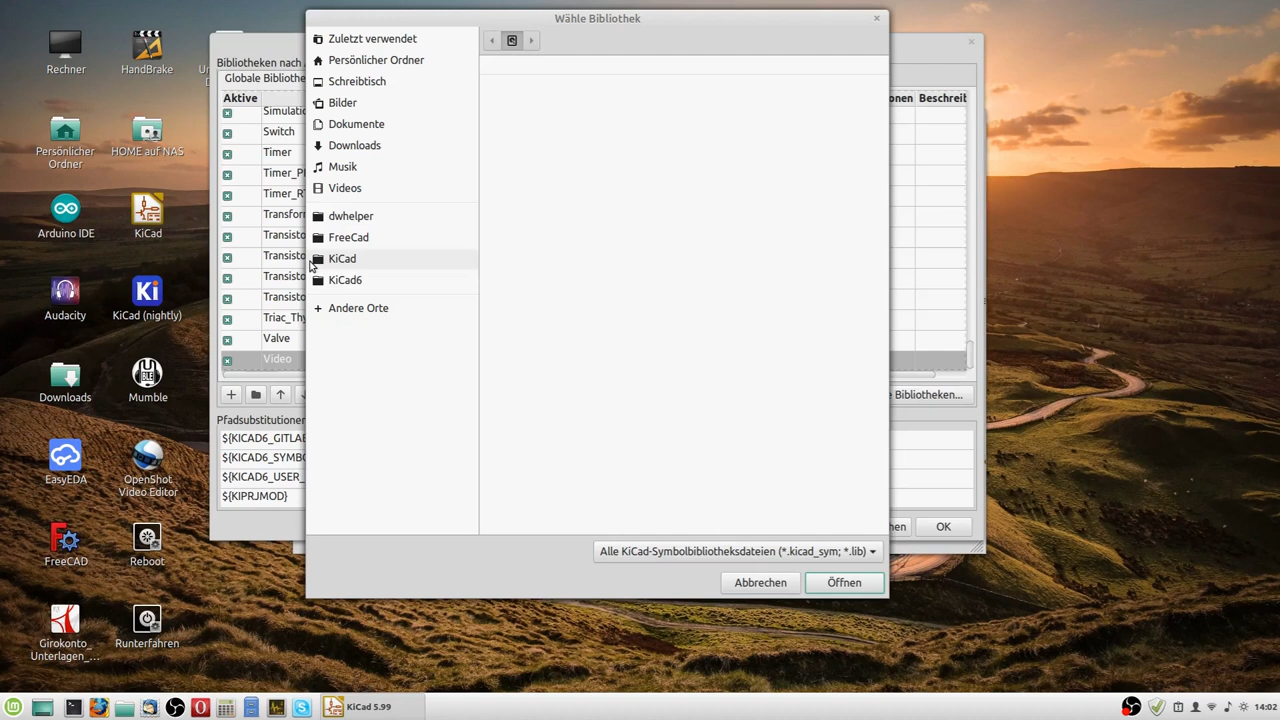 Wähle Bibliothek
Rechner
HandBrake
Persönlicher Ordner
HOME auf NAS
Arduino IDE
KiCad
Audacity
KiCad (nightly)
Downloads
Mumble
EasyEDA
OpenShot Video Editor
FreeCAD
Reboot
Girokonto_ Unterlagen_...
Runterfahren
Bibliotheken nach
Globale Bibliothe
Aktive
onen
Beschreib
Simulatio
Switch
Timer
Timer_P
Timer_R
Transfor
Transisto
Transisto
Transisto
Transisto
Triac_Thy
Valve
Video
e Bibliotheken...
Pfadsubstitutionen
${KICAD6_GITLAB
${KICAD6_SYMBO
${KICAD6_USER_
${KIPRJMOD}
hen
OK
Zuletzt verwendet
Persönlicher Ordner
Schreibtisch
Bilder
Dokumente
Downloads
Musik
Videos
dwhelper
FreeCad
KiCad
KiCad6
Andere Orte
Alle KiCad-Symbolbibliotheksdateien (*.kicad_sym; *.lib)
Abbrechen
Öffnen
KiCad 5.99
14:02